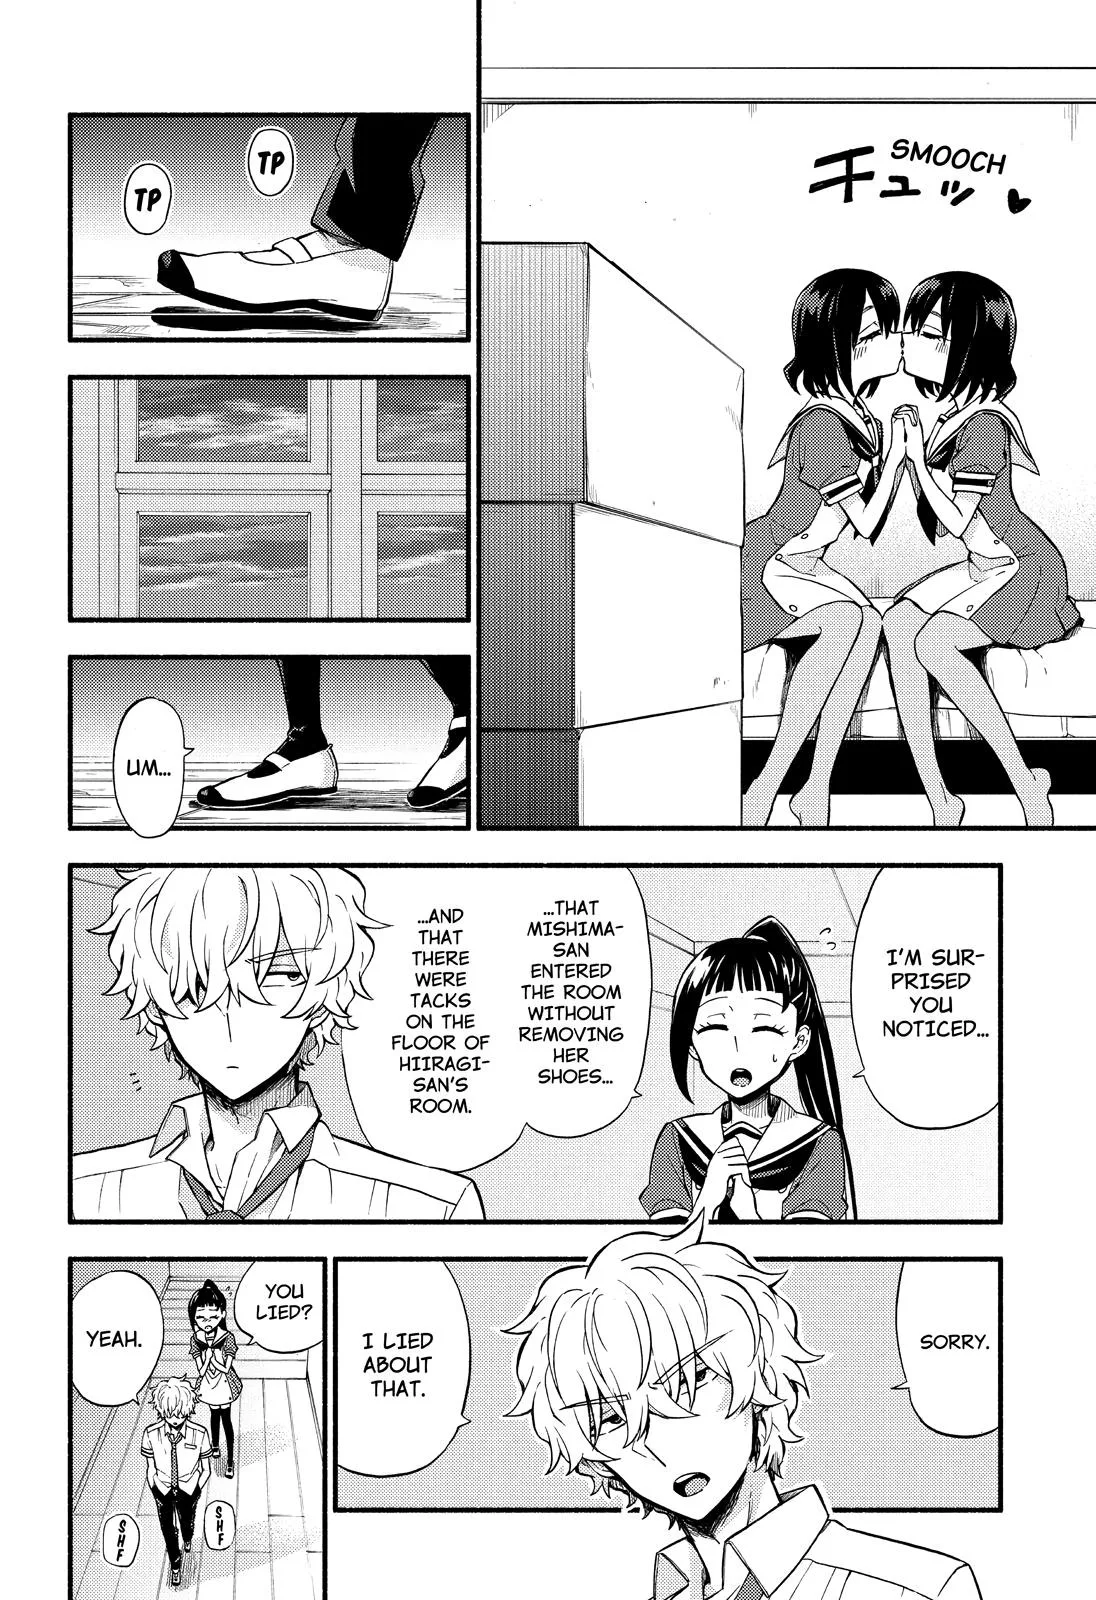 チュッ
SMOOCH
TP
TP
UM...
I'M SUR-
PRISED YOU
NOTICED...
...THAT
MISHIMA-
SAN
ENTERED
THE ROOM
WITHOUT
REMOVING
HER
SHOES...
...AND
THAT
THERE
WERE
TACKS
ON THE
FLOOR OF
HIIRAGI-
SAN'S
ROOM.
SORRY.
I LIED
ABOUT
THAT.
YOU
LIED?
YEAH.
SHF
SHF